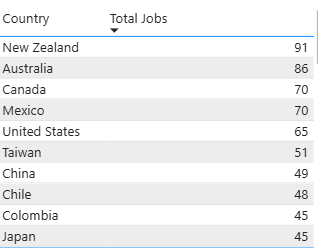 Country Total Jobs
New Zealand 91
Australia 86
Canada 70
Mexico 70
United States 65
Taiwan 51
China 49
Chile 48
Colombia 45
Japan 45